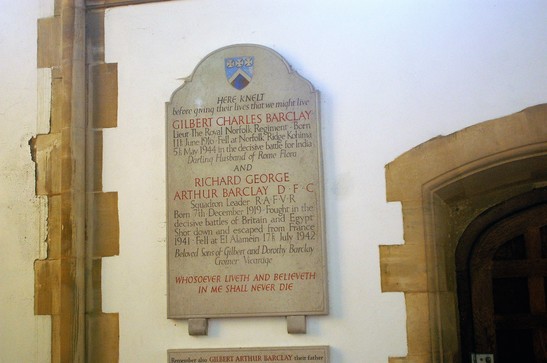 HERE KNELT
before giving their lives that we might live
GILBERT CHARLES BARCLAY
Lieut The Royal Norfolk Regiment - Born
11th June 1916 - Fell at Norfolk Ridge Kohima
5th May 1944 in the decisive battle for India
Darling Husband of Rome Flora
AND
RICHARD GEORGE
ARTHUR BARCLAY D F C
Squadron Leader R A F V R
Born 7th December 1919 - Fought in the
decisive battles of Britain and Egypt
Shot down and escaped from France
1941 - Fell at El Alamein 17th July 1942
Beloved Sons of Gilbert and Dorothy Barclay
Cromer Vicarage
WHOSOEVER LIVETH AND BELIEVETH
IN ME SHALL NEVER DIE
Remember also GILBERT ARTHUR BARCLAY their father